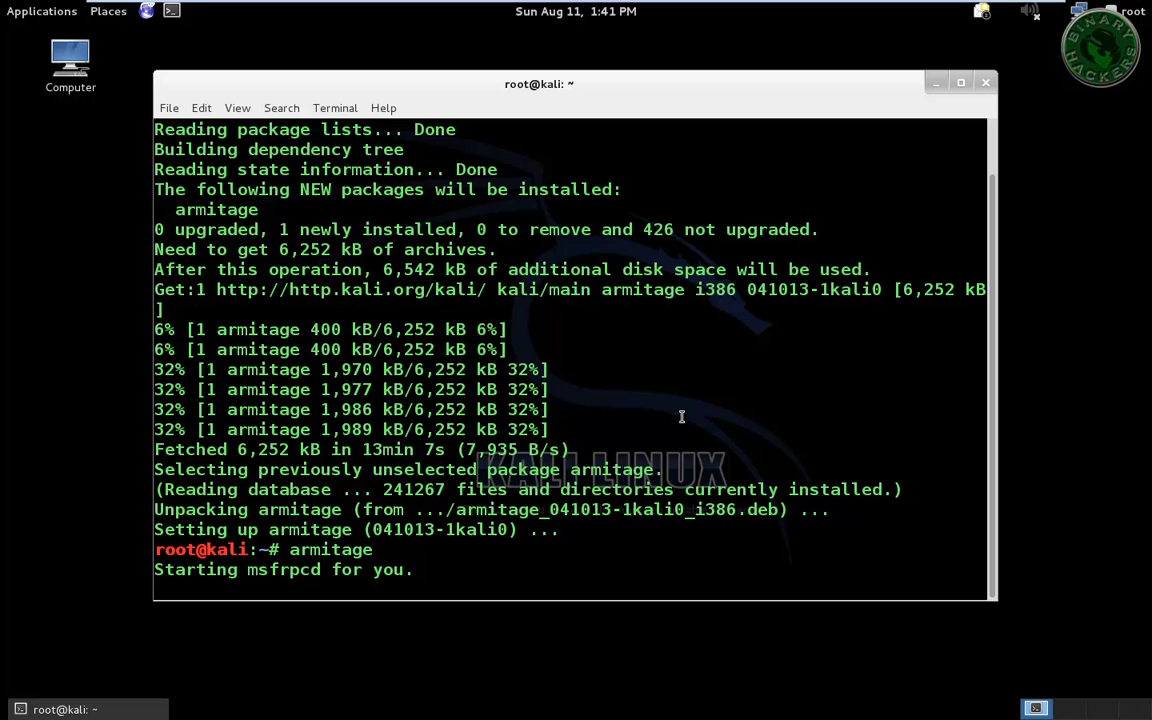 Applications Places Sun Aug 11, 1:41 PM root
BINARY HACKERS
Computer
root@kali: ~
File Edit View Search Terminal Help
Reading package lists... Done
Building dependency tree
Reading state information... Done
The following NEW packages will be installed:
armitage
0 upgraded, 1 newly installed, 0 to remove and 426 not upgraded.
Need to get 6,252 kB of archives.
After this operation, 6,542 kB of additional disk space will be used.
Get:1 http://http.kali.org/kali/ kali/main armitage i386 041013-1kali0 [6,252 kB
]
6% [1 armitage 400 kB/6,252 kB 6%]
6% [1 armitage 400 kB/6,252 kB 6%]
32% [1 armitage 1,970 kB/6,252 kB 32%]
32% [1 armitage 1,977 kB/6,252 kB 32%]
32% [1 armitage 1,986 kB/6,252 kB 32%]
32% [1 armitage 1,989 kB/6,252 kB 32%]
Fetched 6,252 kB in 13min 7s (7,935 B/s)
Selecting previously unselected package armitage.
KALI LINUX
(Reading database ... 241267 files and directories currently installed.)
Unpacking armitage (from .../armitage_041013-1kali0_i386.deb) ...
Setting up armitage (041013-1kali0) ...
root@kali:~# armitage
Starting msfrpcd for you.
root@kali: ~